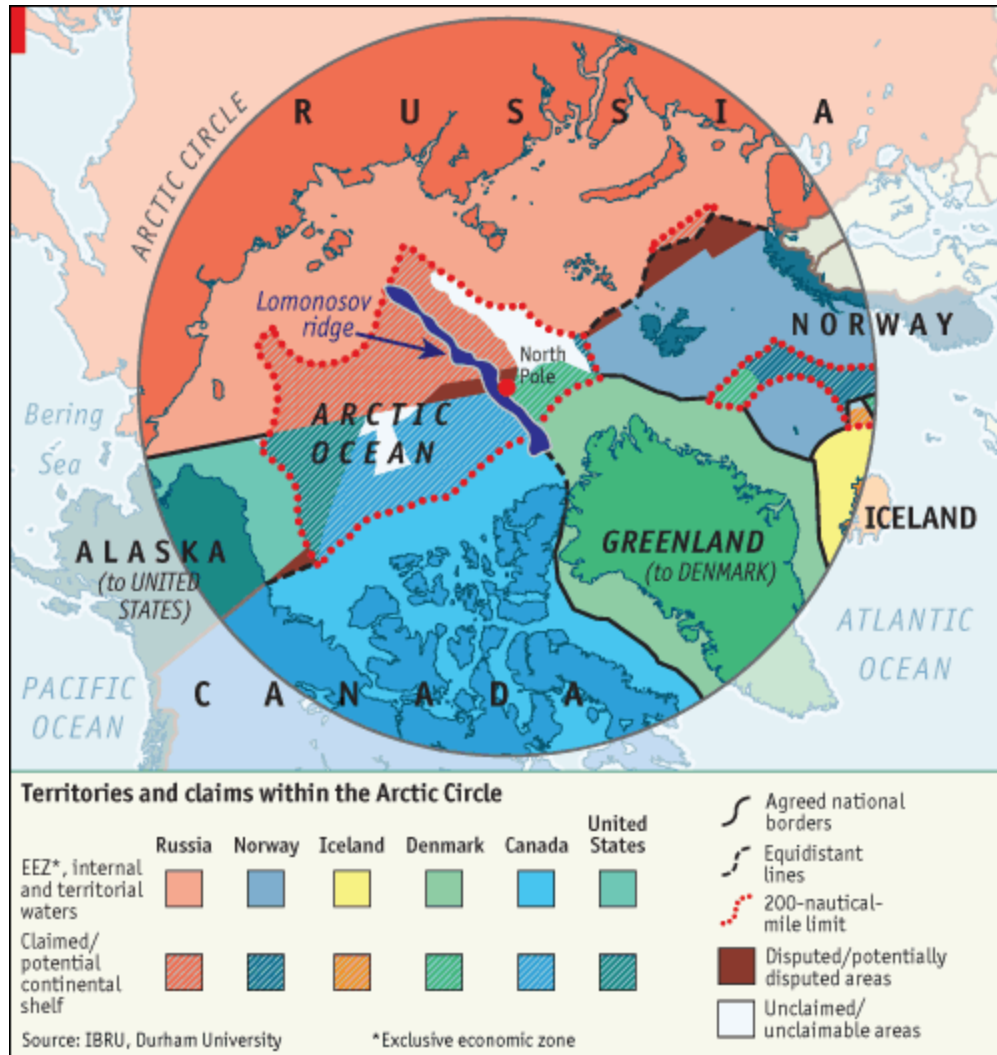 ARCTIC CIRCLE
RUSSIA
Lomonosov
ridge
North
Pole
NORWAY
ARCTIC
OCEAN
Bering
Sea
ICELAND
ALASKA
(to UNITED
STATES)
GREENLAND
(to DENMARK)
ATLANTIC
OCEAN
PACIFIC
OCEAN
CANADA
Territories and claims within the Arctic Circle
Russia Norway Iceland Denmark Canada United States
EEZ*, internal
and territorial
waters
Claimed/
potential
continental
shelf
Agreed national
borders
Equidistant
lines
200-nautical-
mile limit
Disputed/potentially
disputed areas
Unclaimed/
unclaimable areas
Source: IBRU, Durham University *Exclusive economic zone